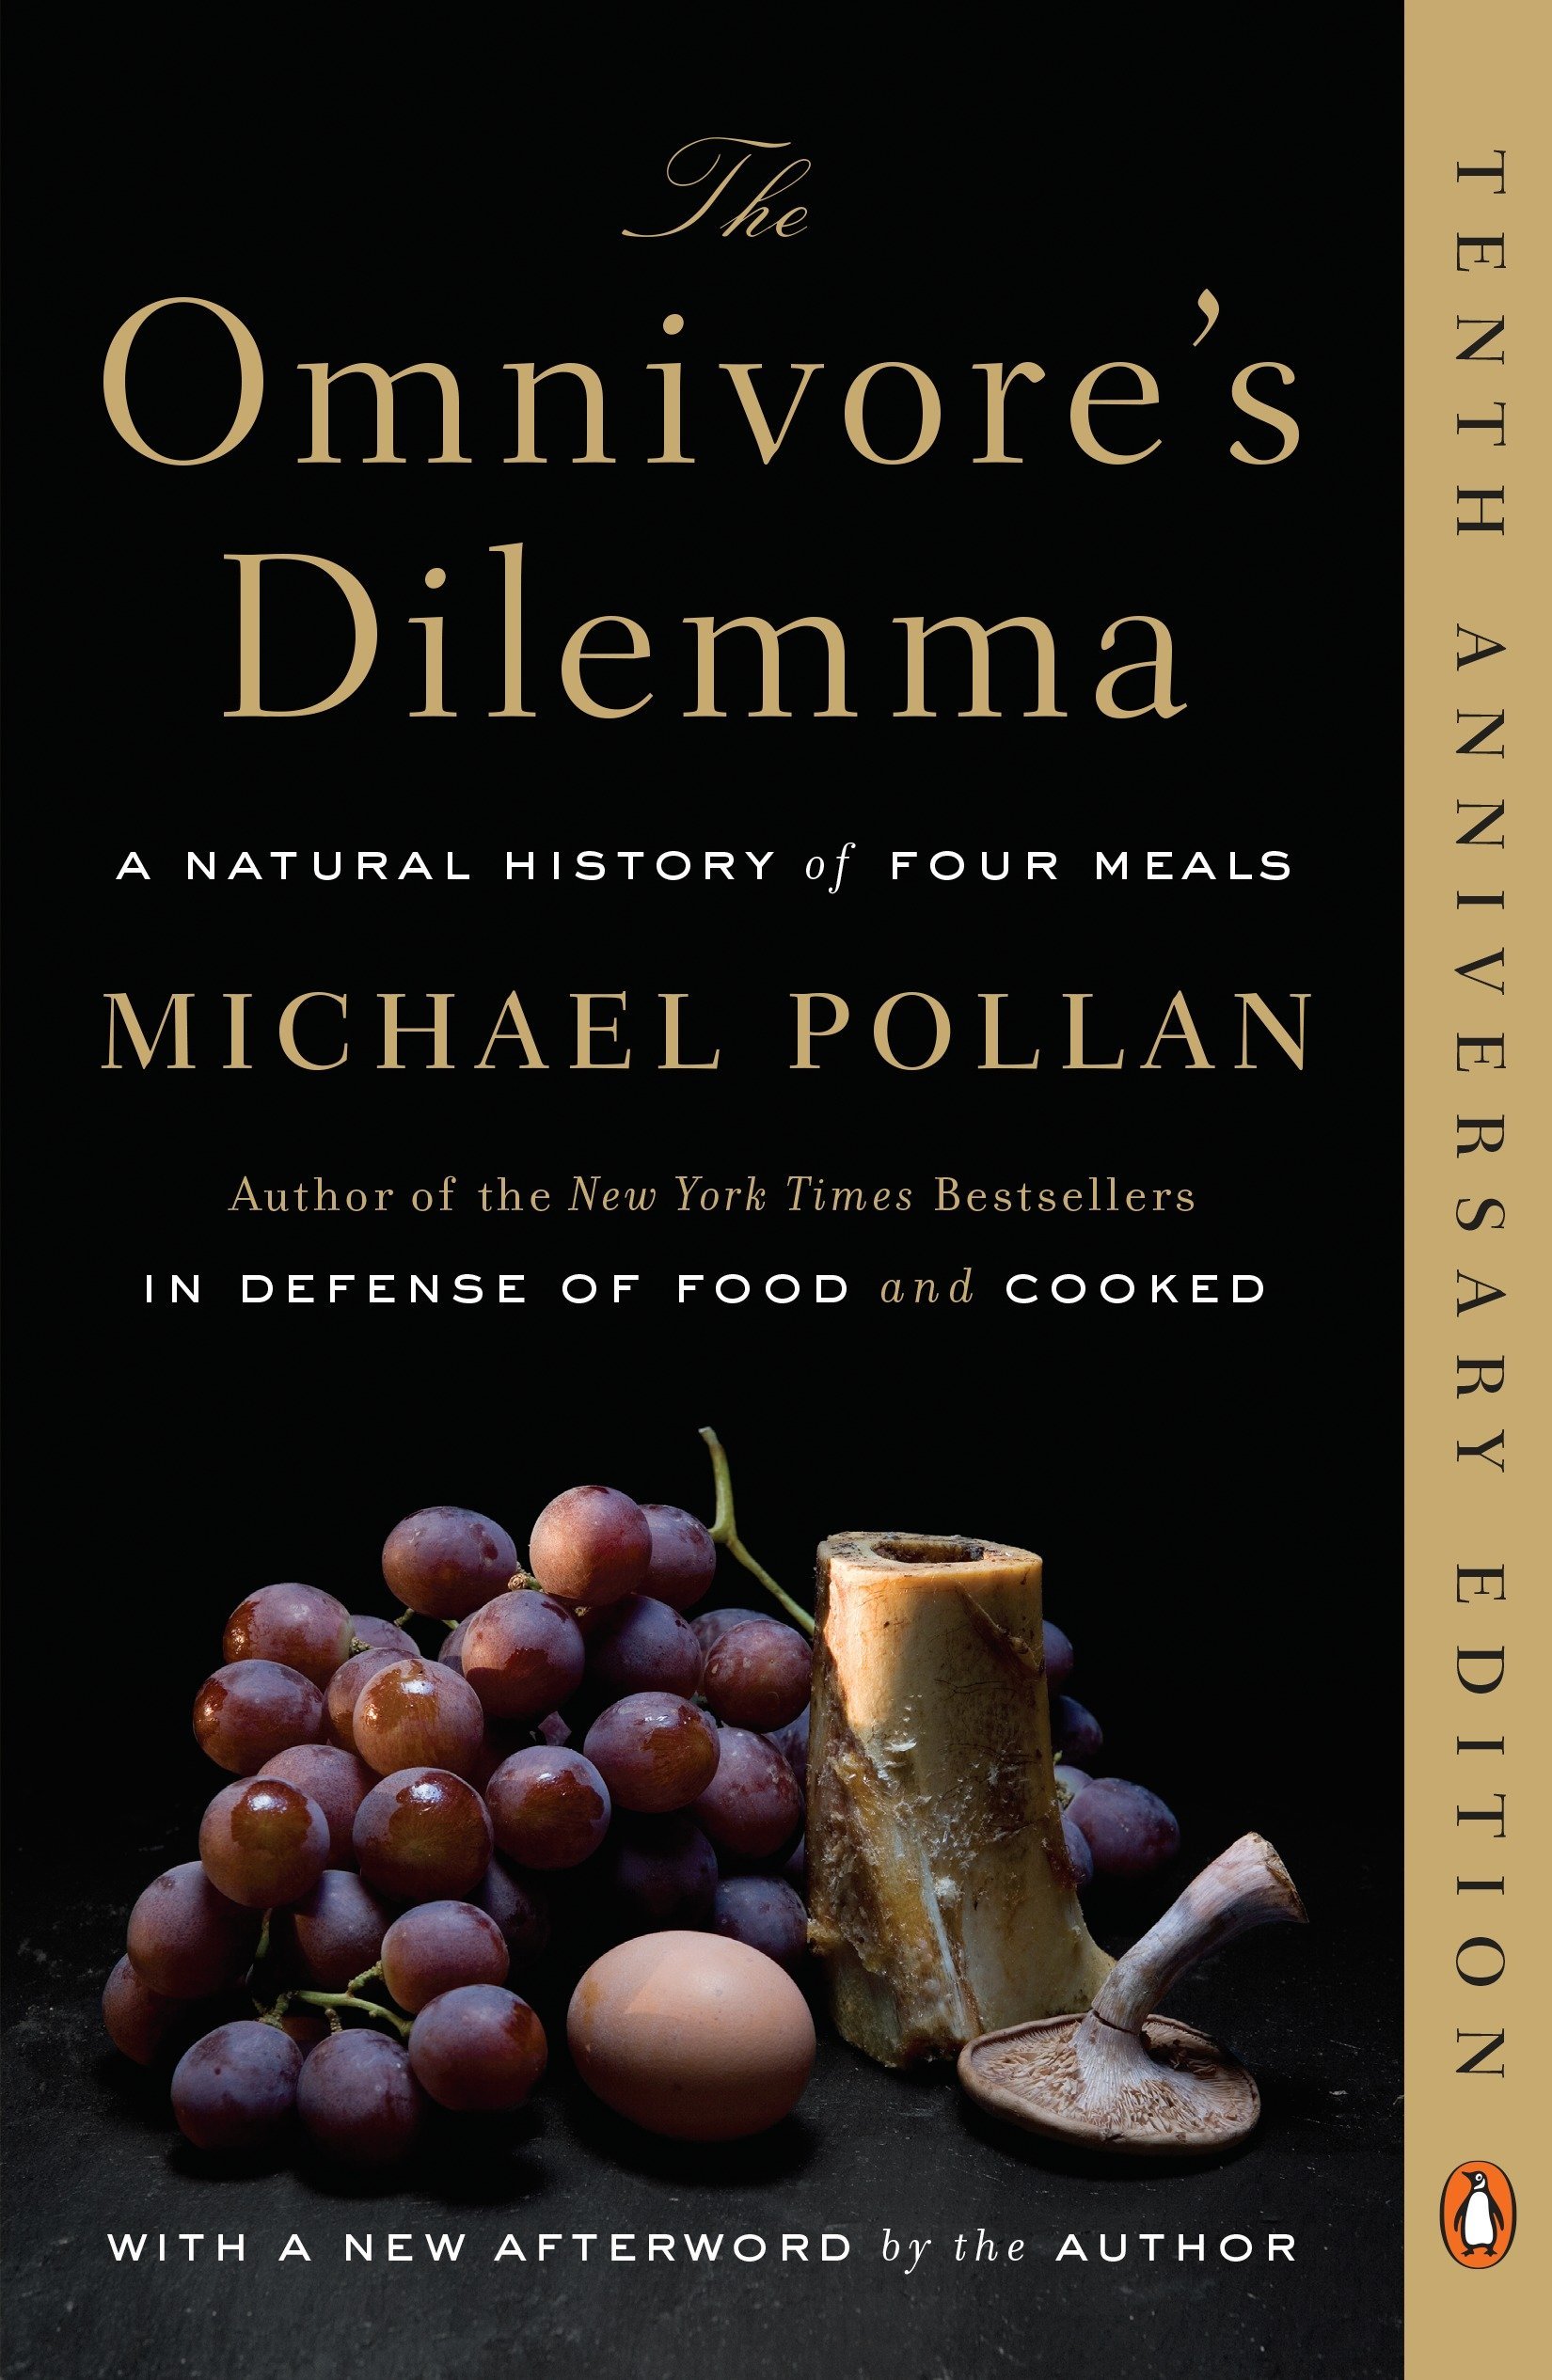 The
Omnivore’s
Dilemma
A NATURAL HISTORY of FOUR MEALS
MICHAEL POLLAN
Author of the New York Times Bestsellers
IN DEFENSE OF FOOD and COOKED
WITH A NEW AFTERWORD by the AUTHOR
TENTH ANNIVERSARY EDITION